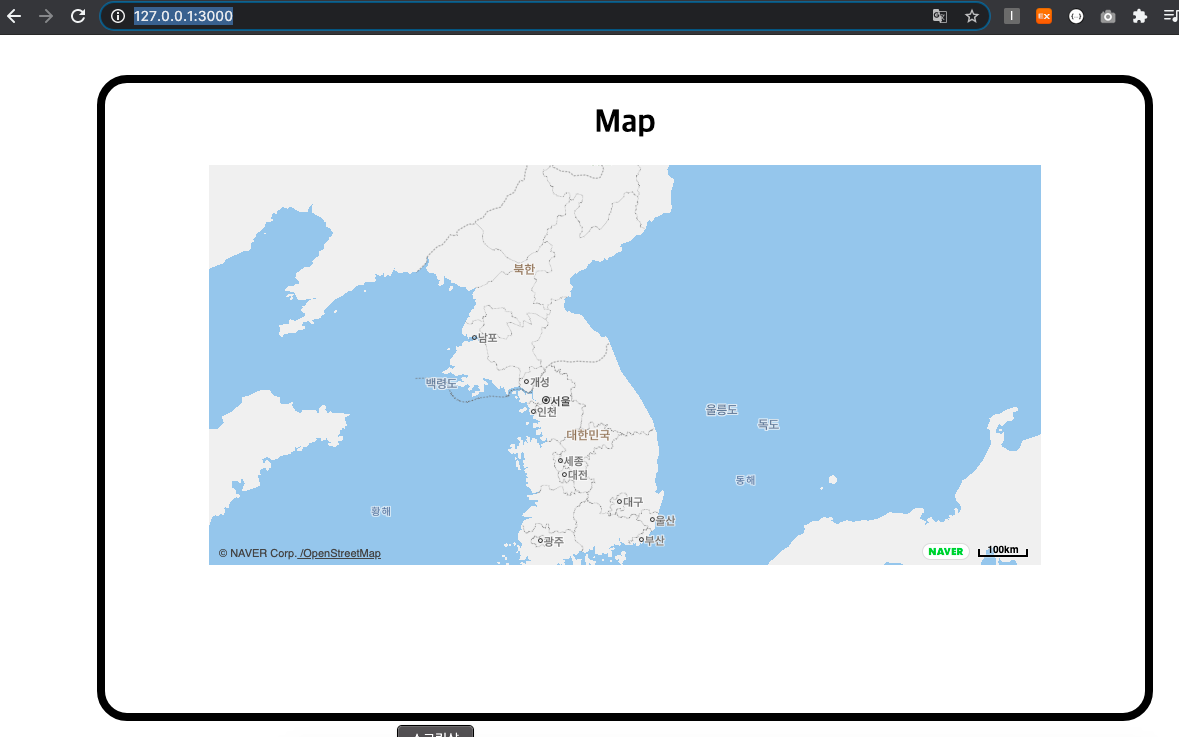 127.0.0.1:3000
Map
북한
남포
개성
백령도
서울
인천
울릉도
독도
대한민국
세종
대전
동해
대구
황해
울산
부산
광주
© NAVER Corp. /OpenStreetMap
NAVER
100km